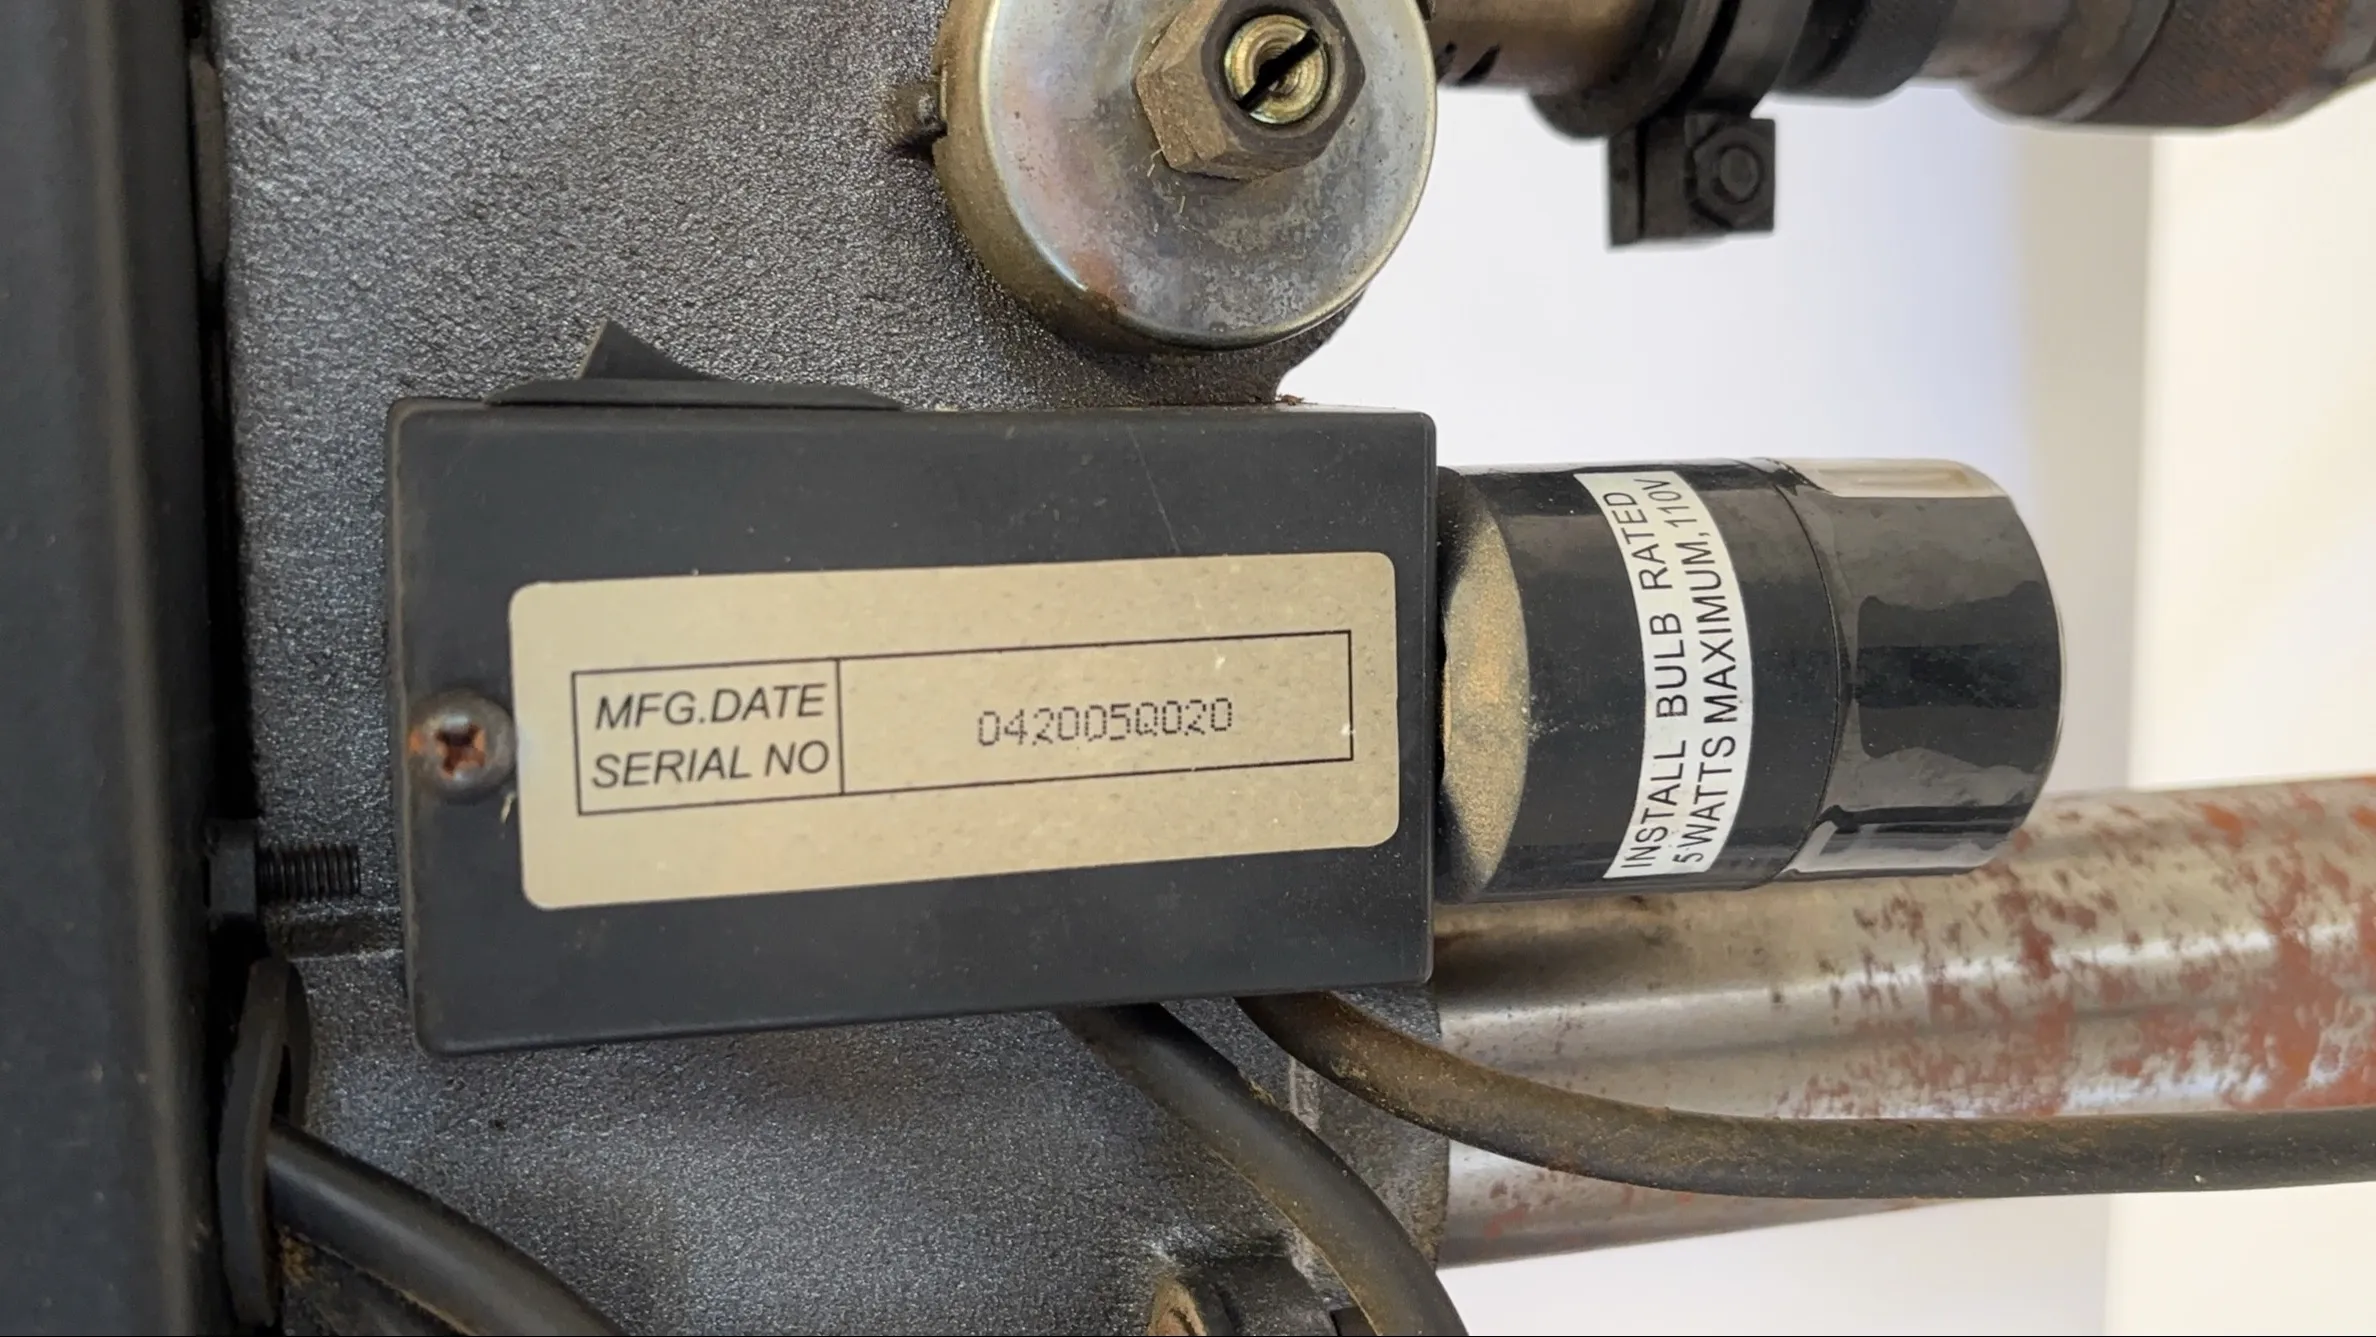 MFG.DATE
SERIAL NO
042005Q020
INSTALL BULB RATED
5 WATTS MAXIMUM, 110V